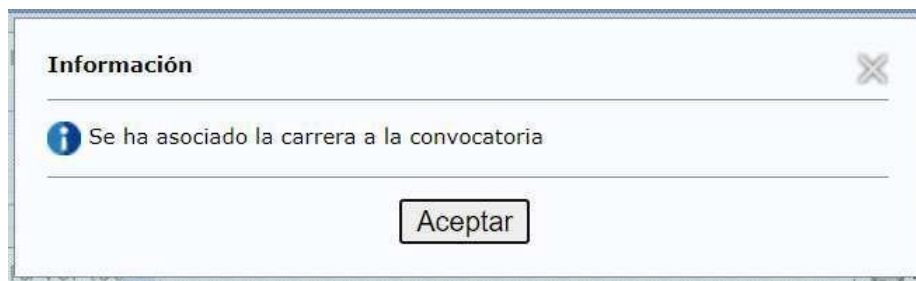 Información
Se ha asociado la carrera a la convocatoria
Aceptar